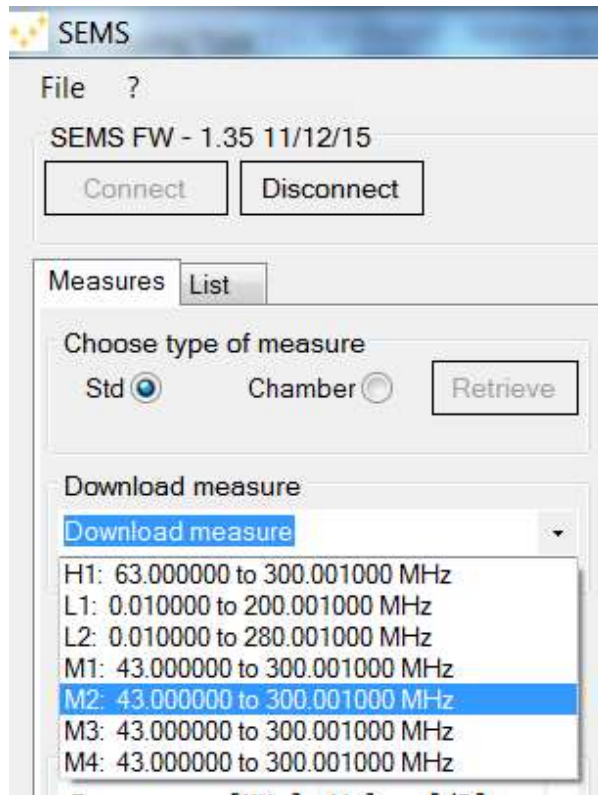 SEMS
File ?
SEMS FW - 1.35 11/12/15
Connect Disconnect
Measures List
Choose type of measure
Std Chamber Retrieve
Download measure
Download measure
H1: 63.000000 to 300.001000 MHz
L1: 0.010000 to 200.001000 MHz
L2: 0.010000 to 280.001000 MHz
M1: 43.000000 to 300.001000 MHz
M2: 43.000000 to 300.001000 MHz
M3: 43.000000 to 300.001000 MHz
M4: 43.000000 to 300.001000 MHz